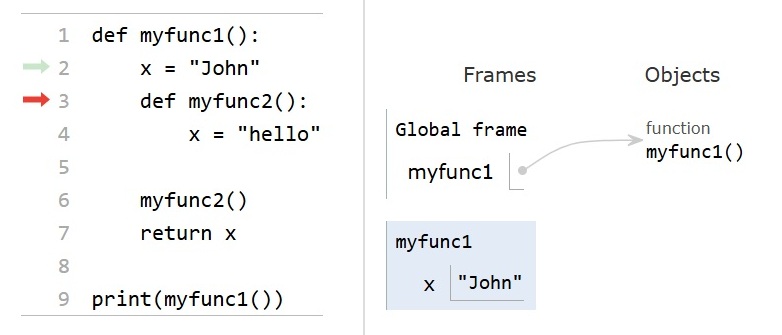 1 def myfunc1():
2     x = "John"
3     def myfunc2():
4         x = "hello"
5
6     myfunc2()
7     return x
8
9 print(myfunc1())
Frames
Objects
Global frame
myfunc1
function
myfunc1()
myfunc1
x "John"